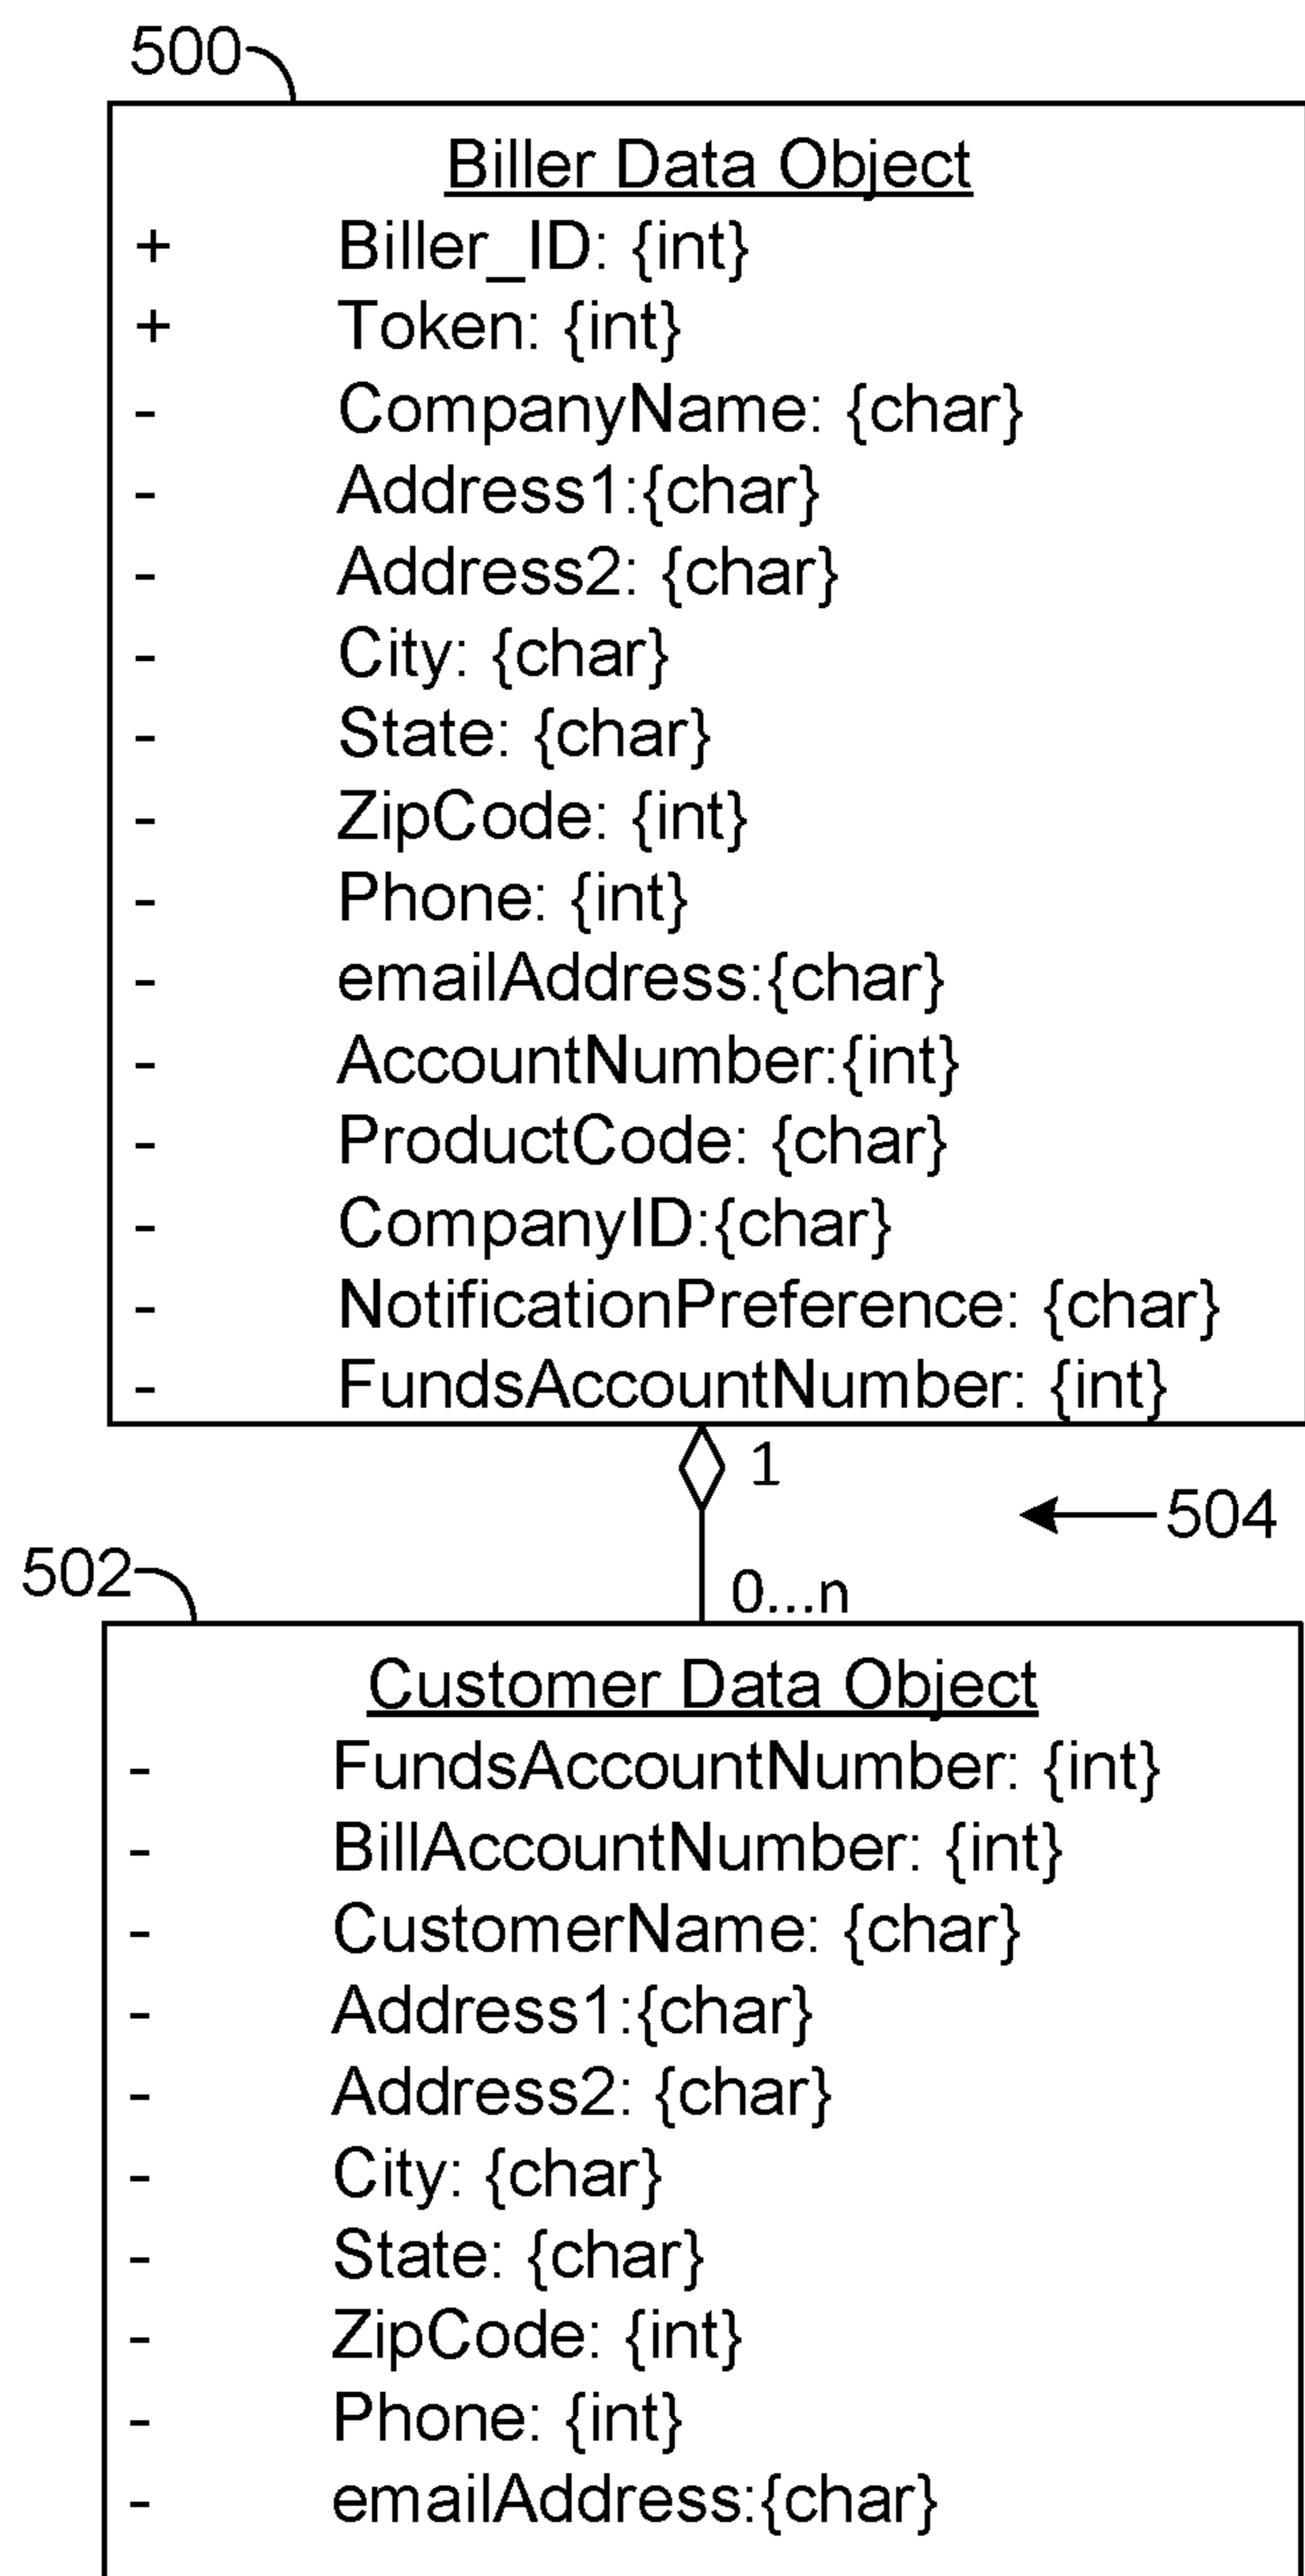 500
Biller Data Object
+ Biller_ID: {int}
+ Token: {int}
- CompanyName: {char}
- Address1:{char}
- Address2: {char}
- City: {char}
- State: {char}
- ZipCode: {int}
- Phone: {int}
- emailAddress:{char}
- AccountNumber:{int}
- ProductCode: {char}
- CompanyID:{char}
- NotificationPreference: {char}
- FundsAccountNumber: {int}
1
504
502
0...n
Customer Data Object
- FundsAccountNumber: {int}
- BillAccountNumber: {int}
- CustomerName: {char}
- Address1:{char}
- Address2: {char}
- City: {char}
- State: {char}
- ZipCode: {int}
- Phone: {int}
- emailAddress:{char}